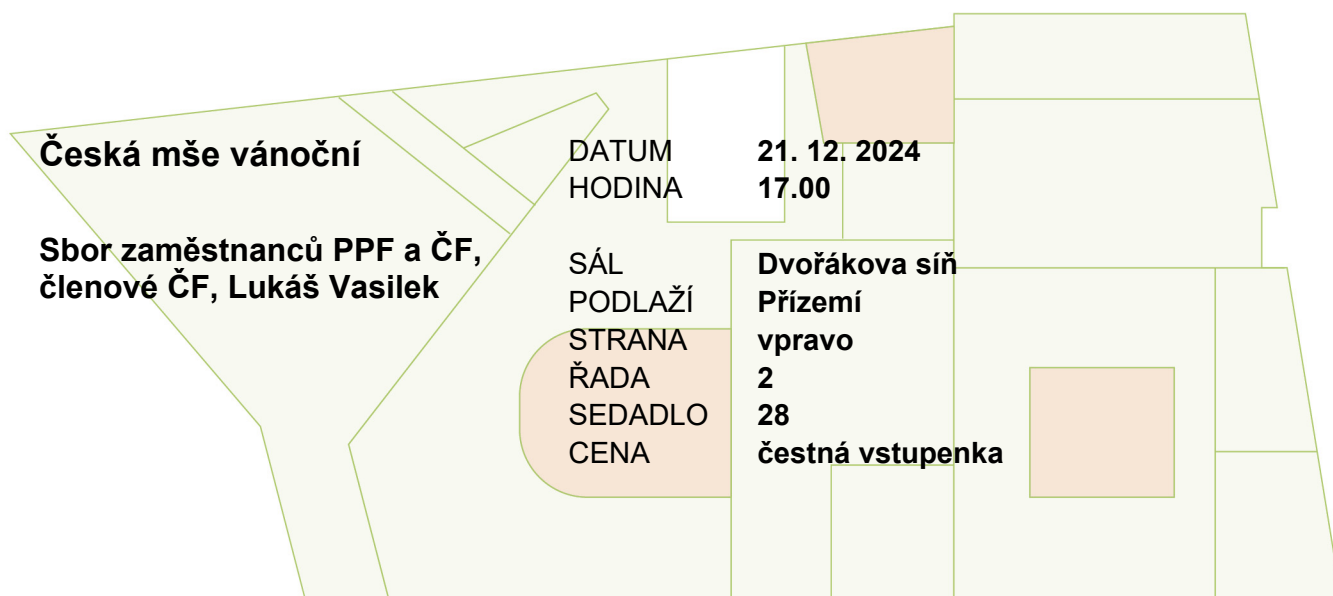 Česká mše vánoční
Sbor zaměstnanců PPF a ČF,
členové ČF, Lukáš Vasilek
DATUM 21. 12. 2024
HODINA 17.00
SÁL Dvořákova síň
PODLAŽÍ Přízemí
STRANA vpravo
ŘADA 2
SEDADLO 28
CENA čestná vstupenka